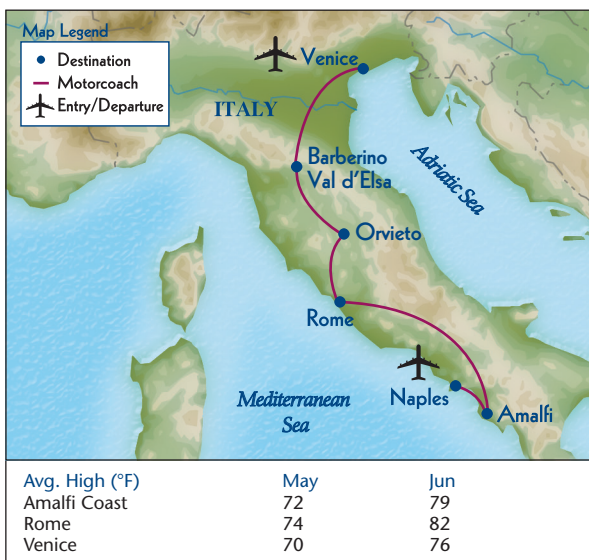 Map Legend
Destination
Motorcoach
Entry/Departure
Venice
ITALY
Barberino
Val d'Elsa
Adriatic Sea
Orvieto
Rome
Naples
Amalfi
Mediterranean
Sea
Avg. High (°F) May Jun
Amalfi Coast 72 79
Rome 74 82
Venice 70 76